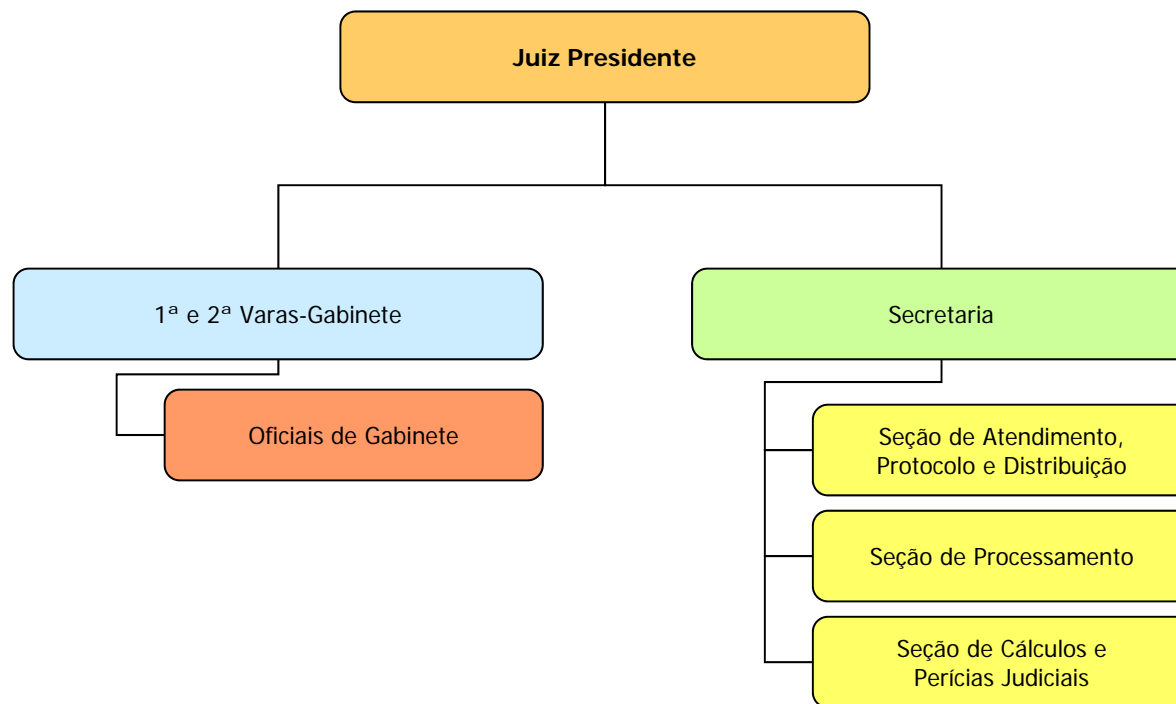 Juiz Presidente
1ª e 2ª Varas-Gabinete
Oficiais de Gabinete
Secretaria
Seção de Atendimento,
Protocolo e Distribuição
Seção de Processamento
Seção de Cálculos e
Perícias Judiciais